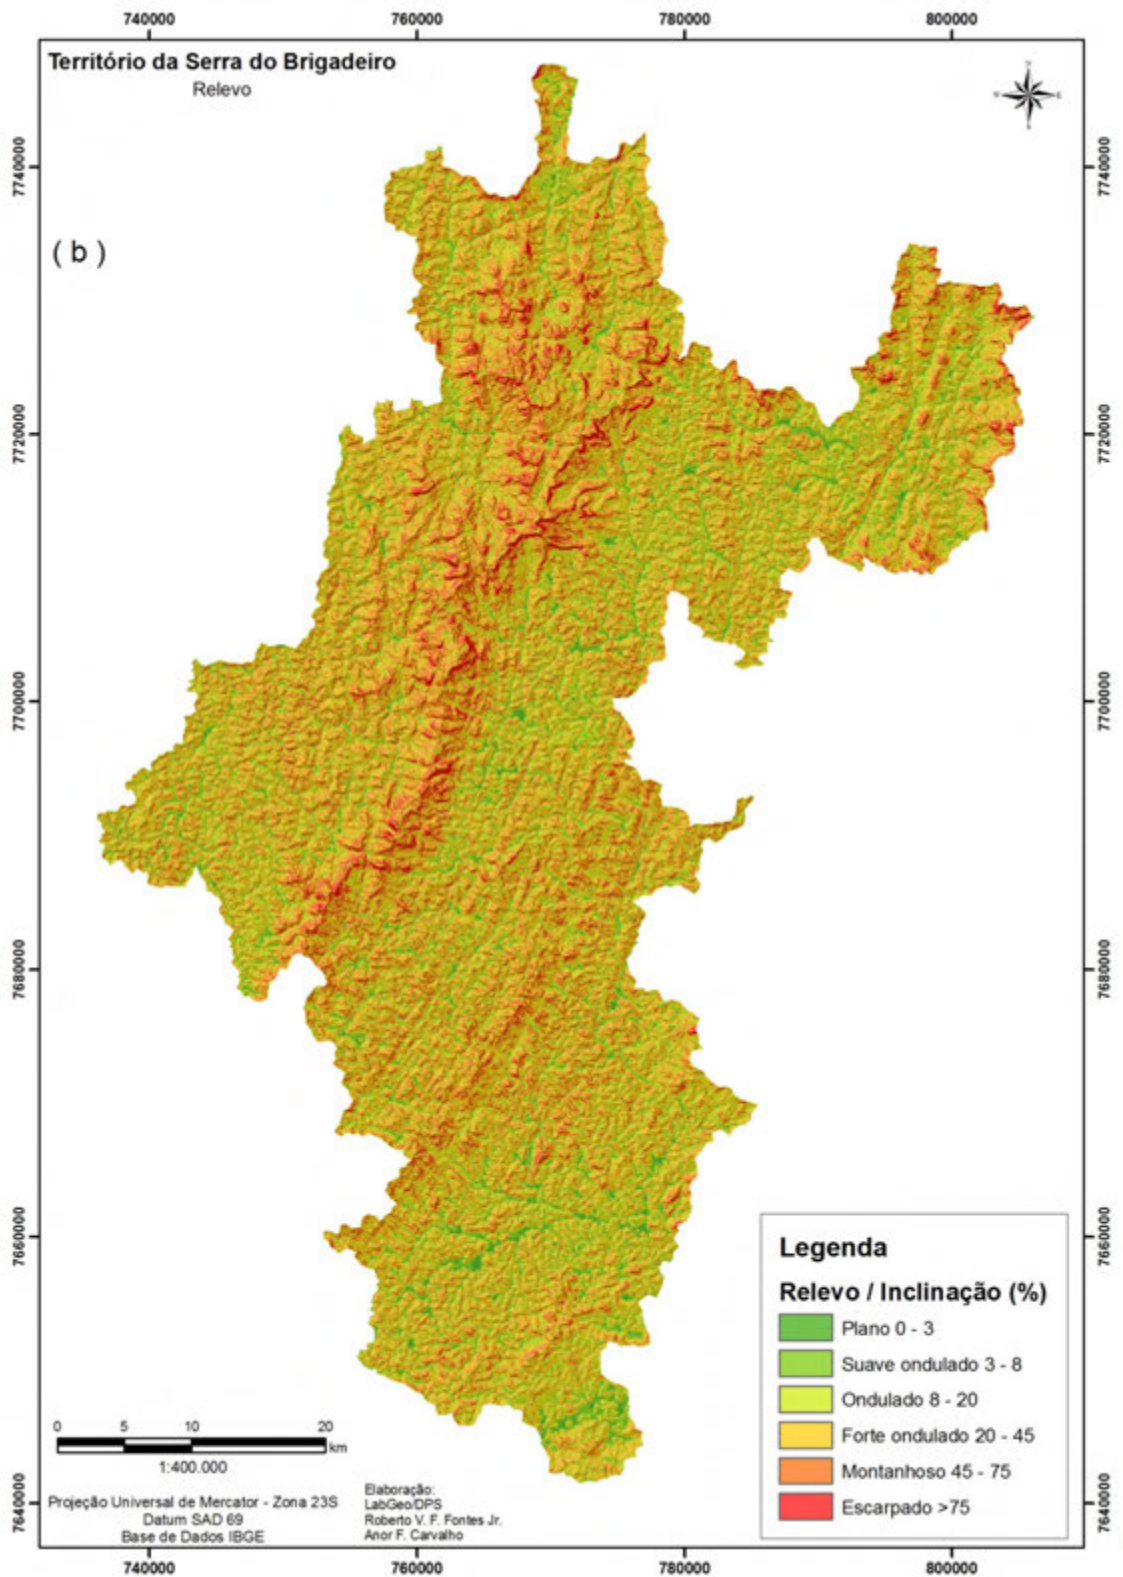 740000 760000 780000 800000
Território da Serra do Brigadeiro
Relevo
( b )
7740000 7740000
7720000 7720000
7700000 7700000
7680000 7680000
7660000 7660000
7640000 7640000
Legenda
Relevo / Inclinação (%)
Plano 0 - 3
Suave ondulado 3 - 8
Ondulado 8 - 20
Forte ondulado 20 - 45
Montanhoso 45 - 75
Escarpado >75
0 5 10 20
km
1:400.000
Projeção Universal de Mercator - Zona 23S
Datum SAD 69
Base de Dados IBGE
Elaboração:
LabGeo/DPS
Roberto V. F. Fontes Jr.
Anor F. Carvalho
740000 760000 780000 800000